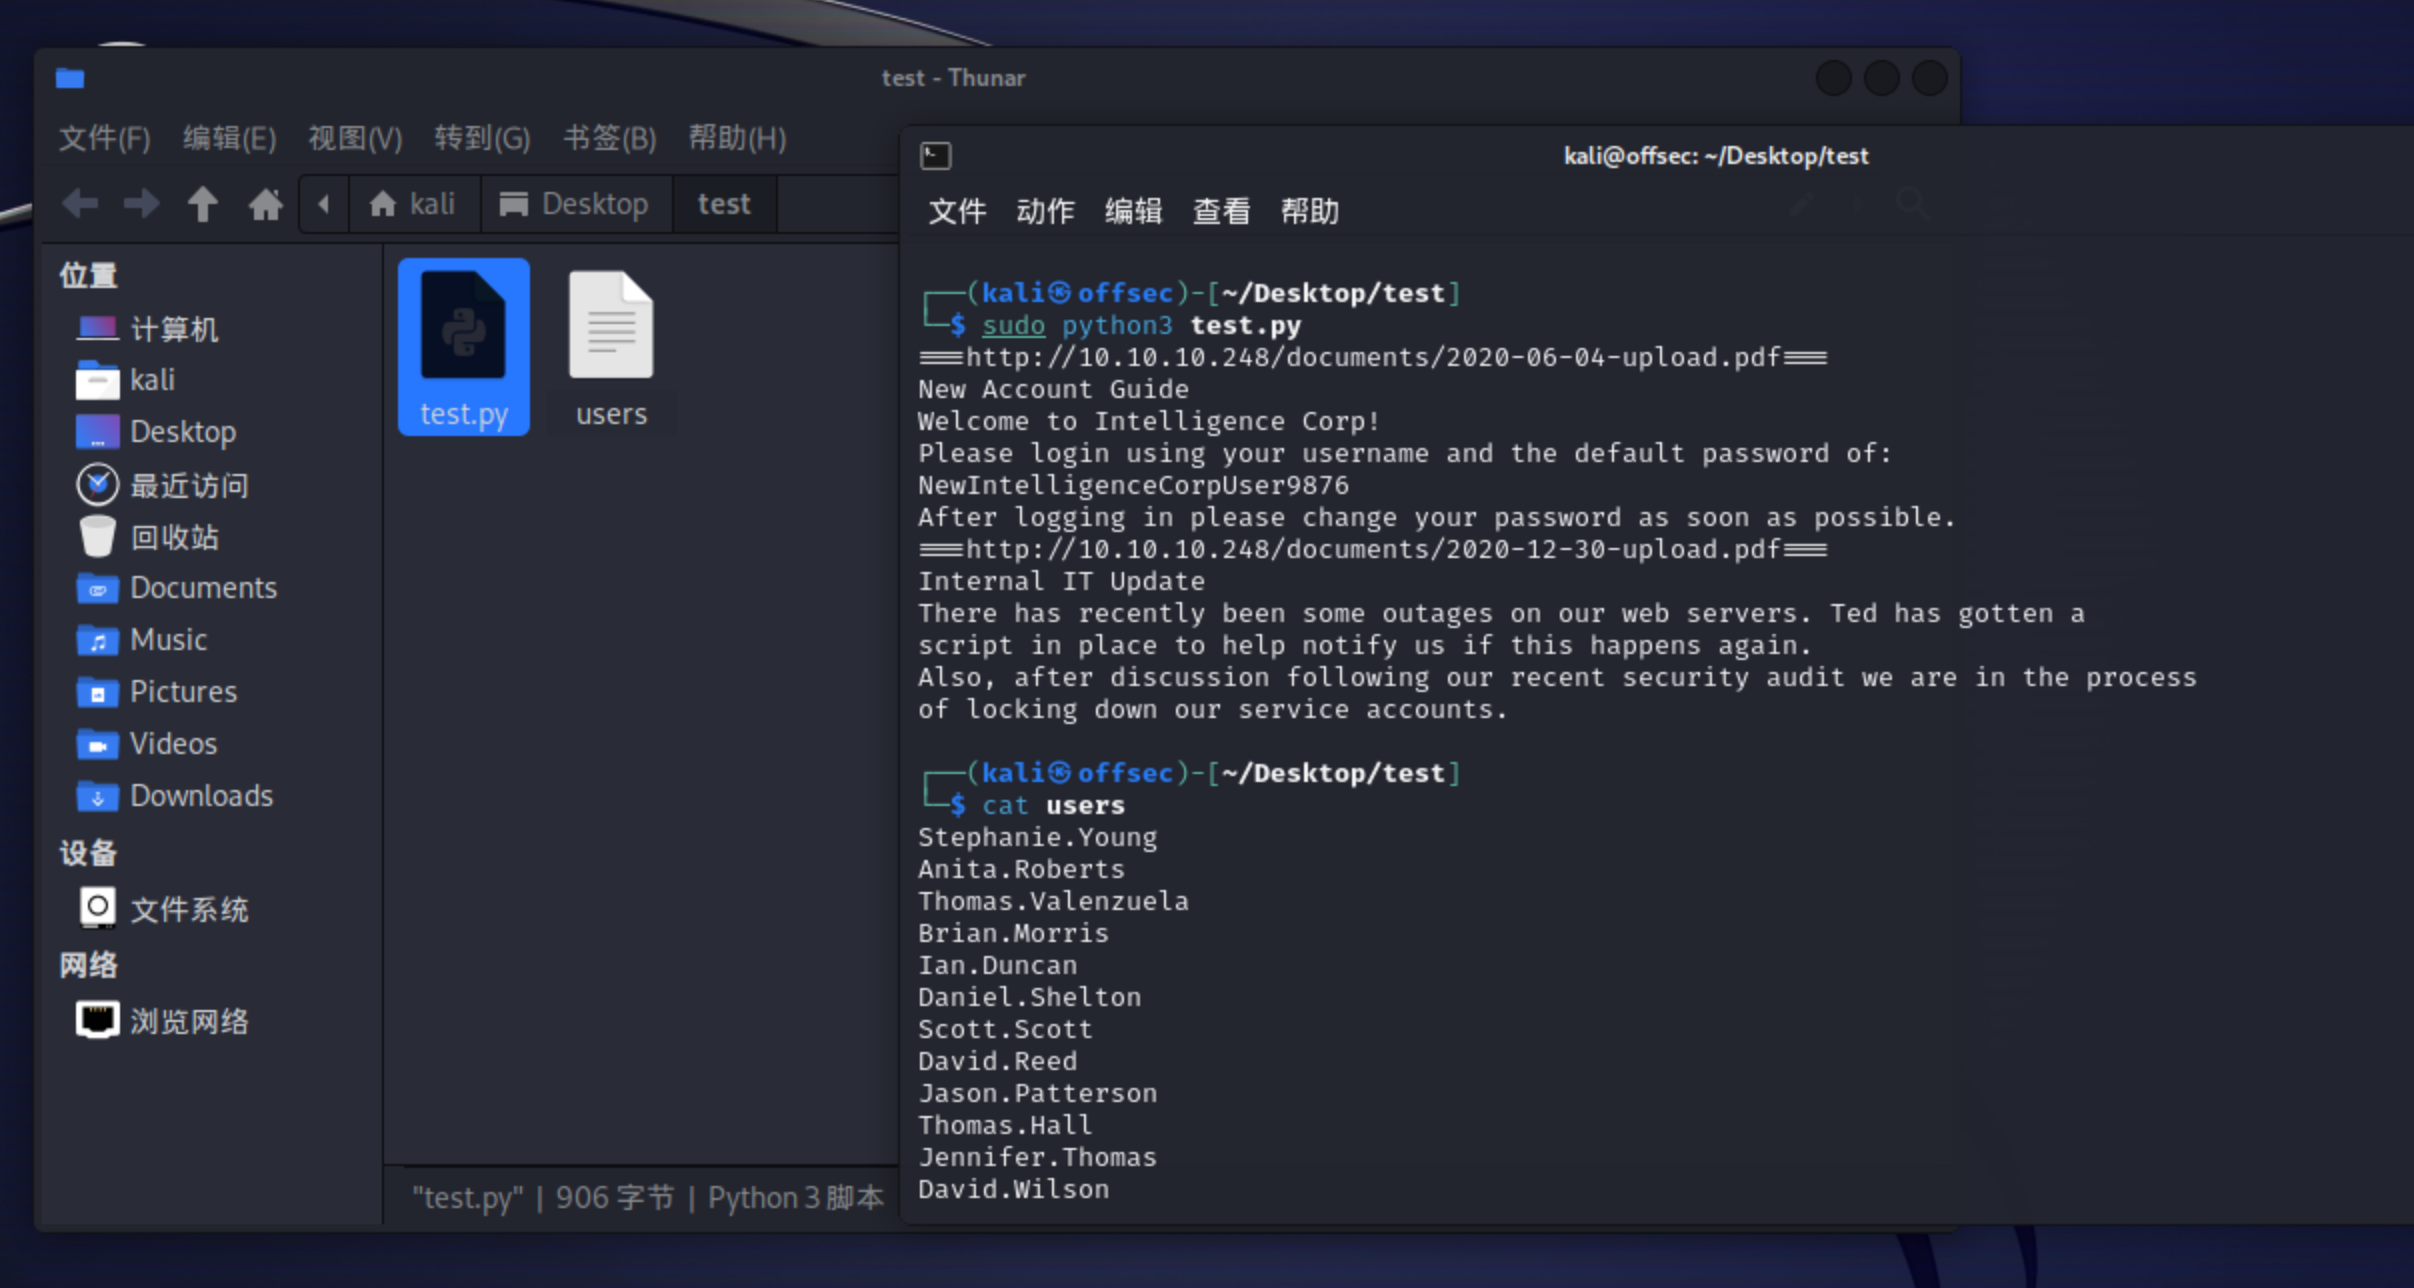 test - Thunar
文件(F) 编辑(E) 视图(V) 转到(G) 书签(B) 帮助(H)
kali Desktop test
位置
计算机
kali
Desktop
最近访问
回收站
Documents
Music
Pictures
Videos
Downloads
设备
文件系统
网络
浏览网络
test.py users
"test.py" | 906 字节 | Python 3 脚本
kali@offsec: ~/Desktop/test
文件 动作 编辑 查看 帮助
┌──(kali㉿offsec)-[~/Desktop/test]
└─$ sudo python3 test.py
===http://10.10.10.248/documents/2020-06-04-upload.pdf===
New Account Guide
Welcome to Intelligence Corp!
Please login using your username and the default password of:
NewIntelligenceCorpUser9876
After logging in please change your password as soon as possible.
===http://10.10.10.248/documents/2020-12-30-upload.pdf===
Internal IT Update
There has recently been some outages on our web servers. Ted has gotten a
script in place to help notify us if this happens again.
Also, after discussion following our recent security audit we are in the process
of locking down our service accounts.
┌──(kali㉿offsec)-[~/Desktop/test]
└─$ cat users
Stephanie.Young
Anita.Roberts
Thomas.Valenzuela
Brian.Morris
Ian.Duncan
Daniel.Shelton
Scott.Scott
David.Reed
Jason.Patterson
Thomas.Hall
Jennifer.Thomas
David.Wilson